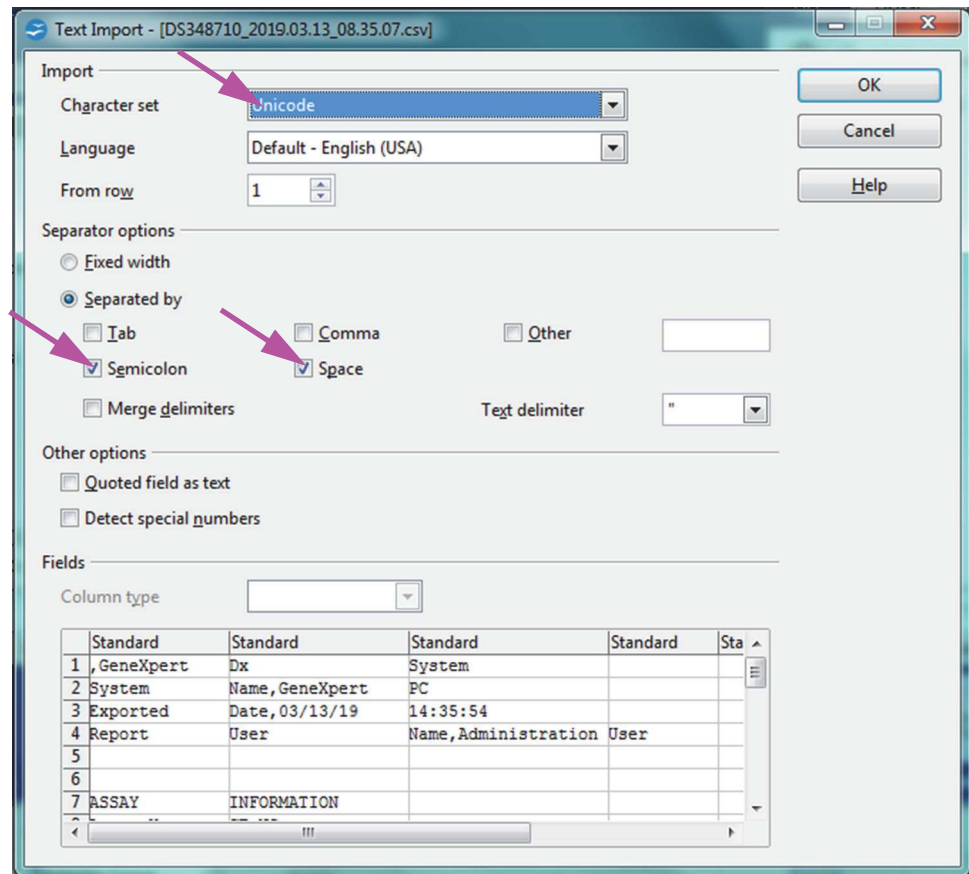 Text Import - [DS348710_2019.03.13_08.35.07.csv]
Import
OK
Character set Unicode
Cancel
Language Default - English (USA)
From row 1
Help
Separator options
Fixed width
Separated by
Tab Comma Other
Semicolon Space
Merge delimiters Text delimiter "
Other options
Quoted field as text
Detect special numbers
Fields
Column type
Standard Standard Standard Standard Sta
1 ,GeneXpert Dx System
2 System Name,GeneXpert PC
3 Exported Date,03/13/19 14:35:54
4 Report User Name,Administration User
5
6
7 ASSAY INFORMATION